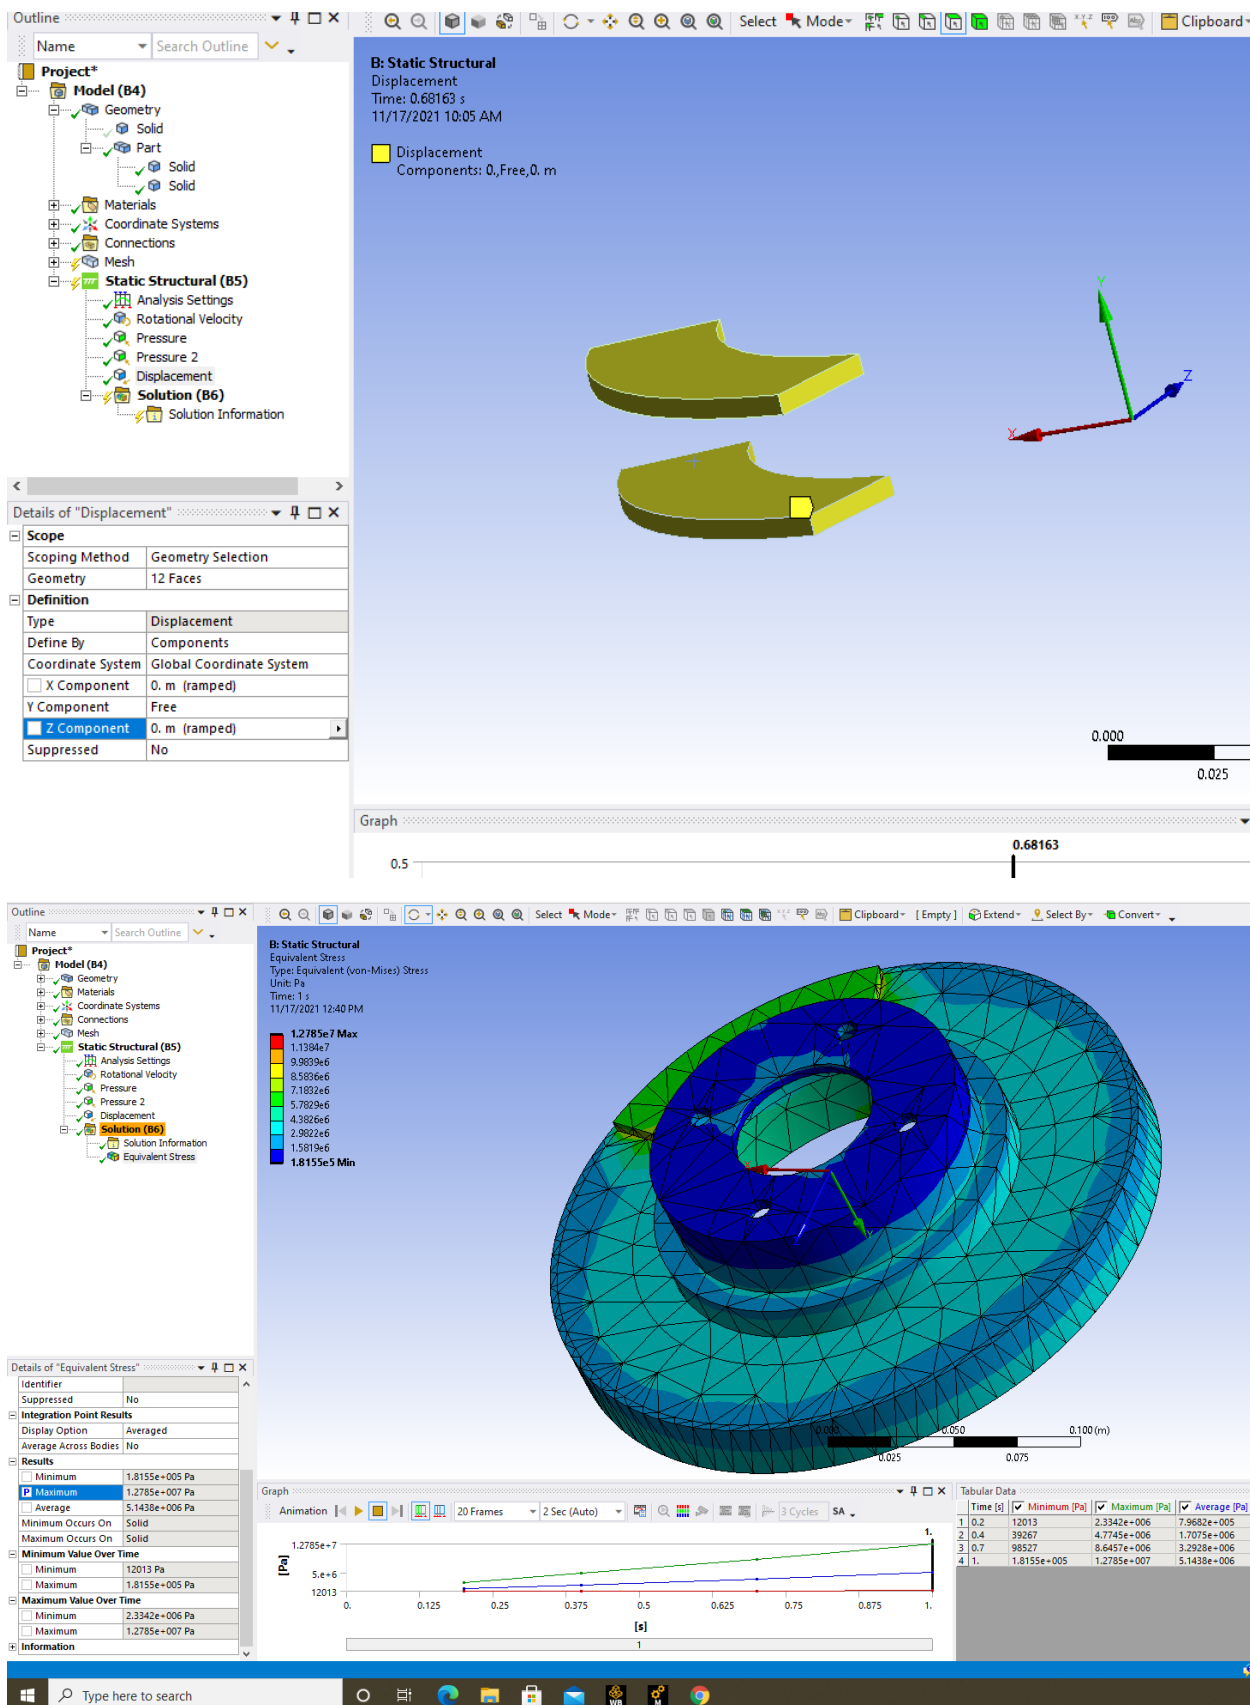 Outline
Select Mode Clipboard
Name Search Outline
Project*
Model (B4)
Geometry
Solid
Part
Solid
Solid
Materials
Coordinate Systems
Connections
Mesh
Static Structural (B5)
Analysis Settings
Rotational Velocity
Pressure
Pressure 2
Displacement
Solution (B6)
Solution Information
B: Static Structural
Displacement
Time: 0.68163 s
11/17/2021 10:05 AM
Displacement
Components: 0.,Free,0. m
Y
Z
X
0.000
0.025
Details of "Displacement"
Scope
Scoping Method Geometry Selection
Geometry 12 Faces
Definition
Type Displacement
Define By Components
Coordinate System Global Coordinate System
X Component 0. m (ramped)
Y Component Free
Z Component 0. m (ramped)
Suppressed No
Graph
0.68163
0.5
Outline
Select Mode Clipboard [ Empty ] Extend Select By Convert
Name Search Outline
Project*
Model (B4)
Geometry
Materials
Coordinate Systems
Connections
Mesh
Static Structural (B5)
Analysis Settings
Rotational Velocity
Pressure
Pressure 2
Displacement
Solution (B6)
Solution Information
Equivalent Stress
B: Static Structural
Equivalent Stress
Type: Equivalent (von-Mises) Stress
Unit: Pa
Time: 1 s
11/17/2021 12:40 PM
1.2785e7 Max
1.1384e7
9.9839e6
8.5836e6
7.1832e6
5.7829e6
4.3826e6
2.9822e6
1.5819e6
1.8155e5 Min
0.000 0.050 0.100 (m)
0.025 0.075
Details of "Equivalent Stress"
Identifier
Suppressed No
Integration Point Results
Display Option Averaged
Average Across Bodies No
Results
Minimum 1.8155e+005 Pa
P Maximum 1.2785e+007 Pa
Average 5.1438e+006 Pa
Minimum Occurs On Solid
Maximum Occurs On Solid
Minimum Value Over Time
Minimum 12013 Pa
Maximum 1.8155e+005 Pa
Maximum Value Over Time
Minimum 2.3342e+006 Pa
Maximum 1.2785e+007 Pa
Information
Graph
Animation 20 Frames 2 Sec (Auto) 3 Cycles SA
1.
1.2785e+7
5.e+6
12013
[Pa]
0. 0.125 0.25 0.375 0.5 0.625 0.75 0.875 1.
[s]
1
Tabular Data
Time [s] Minimum [Pa] Maximum [Pa] Average [Pa]
1 0.2 12013 2.3342e+006 7.9682e+005
2 0.4 39267 4.7745e+006 1.7075e+006
3 0.7 98527 8.6457e+006 3.2928e+006
4 1. 1.8155e+005 1.2785e+007 5.1438e+006
Type here to search
WB
M